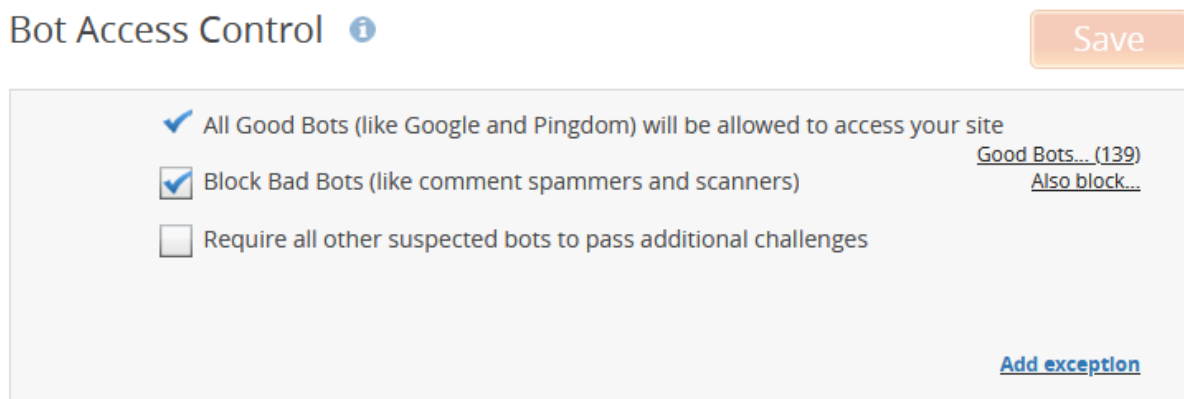 Bot Access Control
Save
All Good Bots (like Google and Pingdom) will be allowed to access your site
Good Bots... (139)
Block Bad Bots (like comment spammers and scanners)
Also block...
Require all other suspected bots to pass additional challenges
Add exception